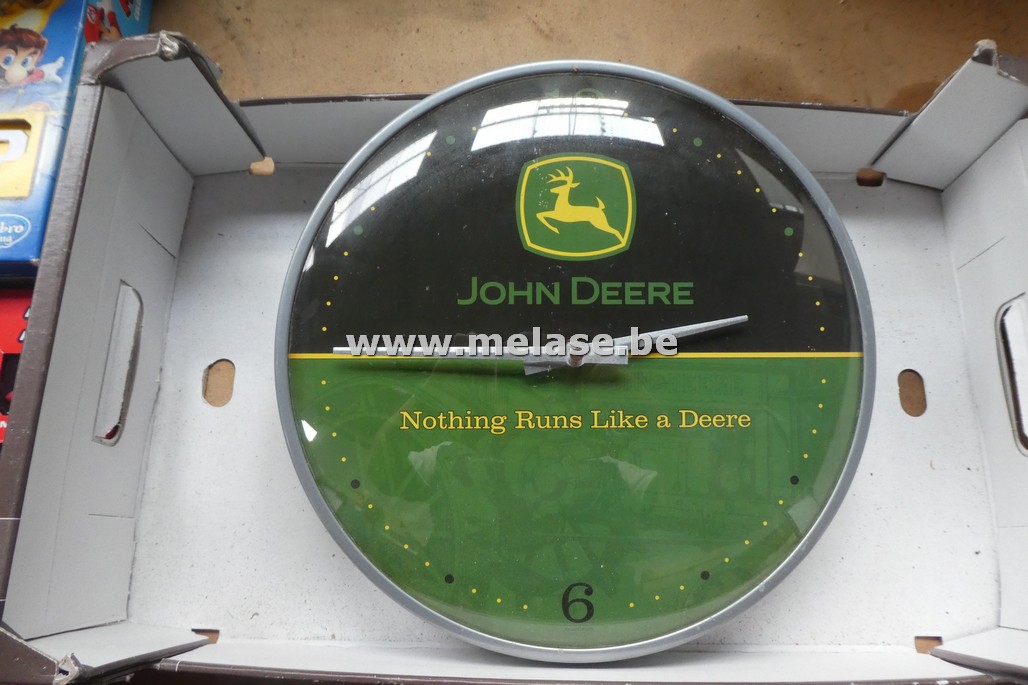 JOHN DEERE
www.melase.be
Nothing Runs Like a Deere
6